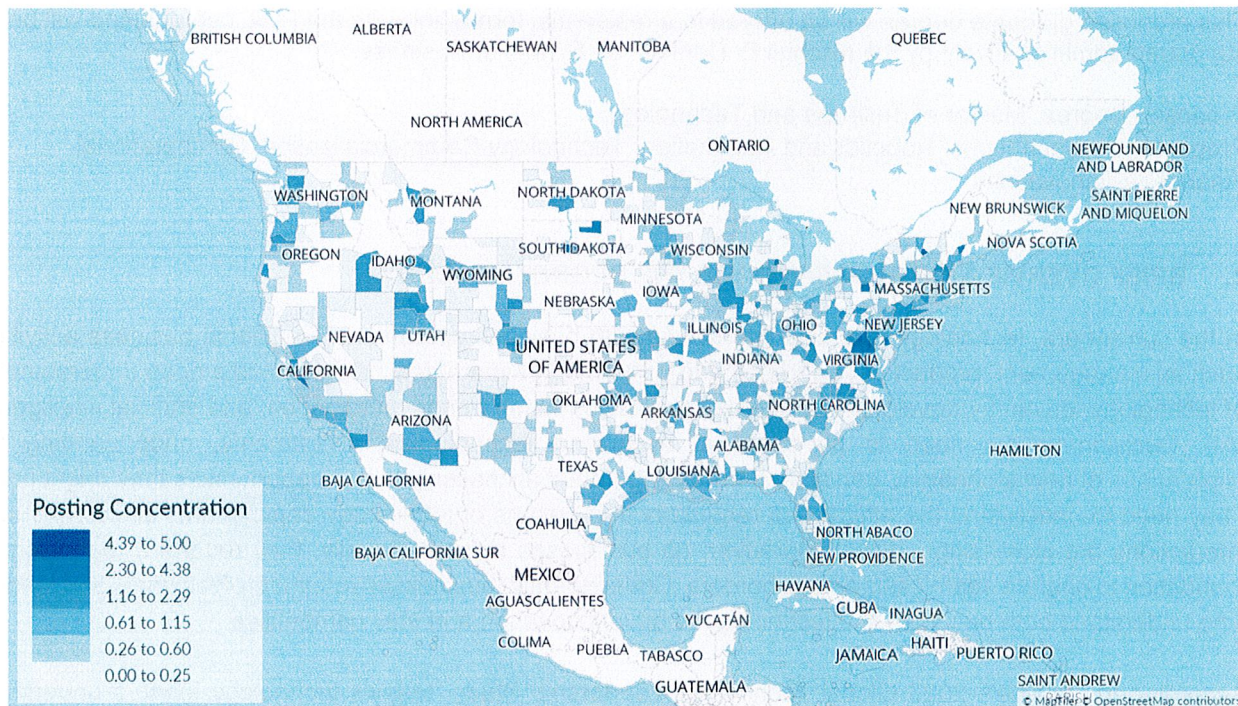 BRITISH COLUMBIA
ALBERTA
SASKATCHEWAN
MANITOBA
QUEBEC
NORTH AMERICA
ONTARIO
NEWFOUNDLAND
AND LABRADOR
WASHINGTON
MONTANA
NORTH DAKOTA
MINNESOTA
NEW BRUNSWICK
SAINT PIERRE
AND MIQUELON
OREGON
IDAHO
SOUTH DAKOTA
WISCONSIN
NOVA SCOTIA
WYOMING
NEBRASKA
IOWA
MASSACHUSETTS
NEVADA
UTAH
ILLINOIS
OHIO
NEW JERSEY
UNITED STATES
OF AMERICA
INDIANA
VIRGINIA
CALIFORNIA
OKLAHOMA
ARKANSAS
NORTH CAROLINA
ARIZONA
ALABAMA
HAMILTON
TEXAS
LOUISIANA
BAJA CALIFORNIA
COAHUILA
NORTH ABACO
BAJA CALIFORNIA SUR
NEW PROVIDENCE
MEXICO
HAVANA
AGUASCALIENTES
CUBA
INAGUA
YUCATÁN
COLIMA
PUEBLA
TABASCO
JAMAICA
HAITI
PUERTO RICO
GUATEMALA
SAINT ANDREW
PARISH
Posting Concentration
4.39 to 5.00
2.30 to 4.38
1.16 to 2.29
0.61 to 1.15
0.26 to 0.60
0.00 to 0.25
© MapTiler © OpenStreetMap contributors